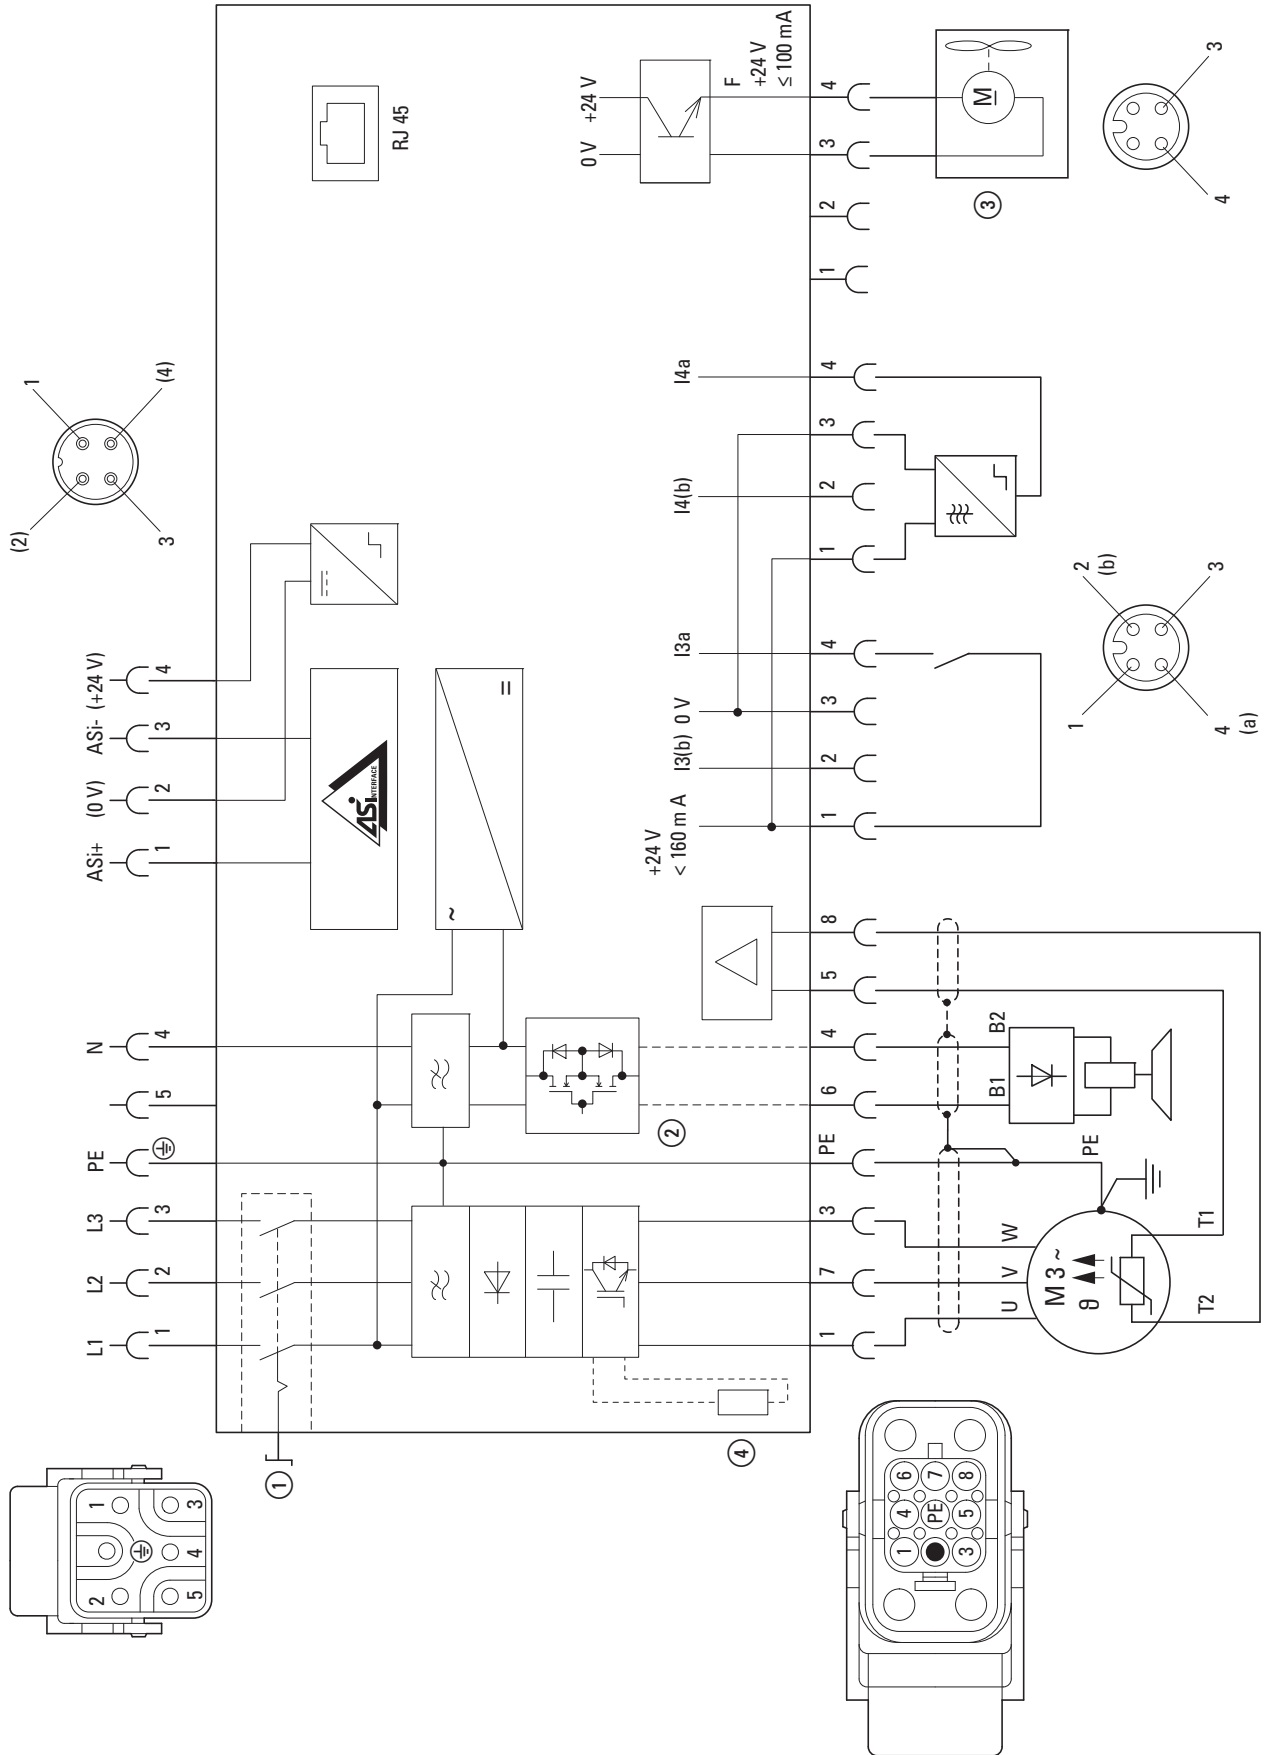 (2) 1
3 (4)
2 1
5 4 3
L1 L2 L3 PE N ASi+ (0 V) ASi- (+24 V)
1 2 3 5 4 1 2 3 4
1
ASi
INTERFACE
RJ 45
~ =
2
4
+24 V
< 160 m A
I3(b) 0 V I3a I4(b) I4a
0 V +24 V
F
+24 V
≤ 100 mA
1 7 3 PE 6 4 5 8
1 2 3 4
1 2 3 4
1 2 3 4
1 4 6
PE 7
3 5 8
U V W
PE
B1 B2
M 3 ~
ϑ
T2 T1
M
3
1 2
(b)
4
(a)
3
4 3